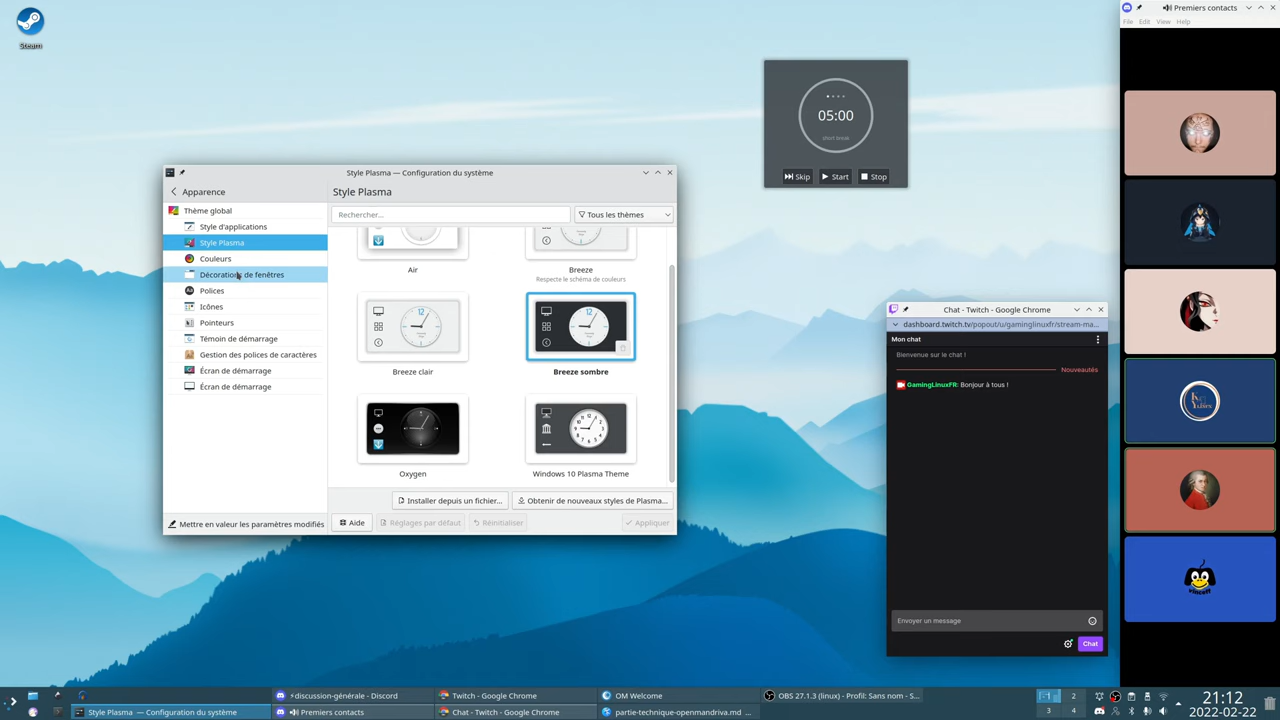 Steam
Premiers contacts
File Edit View Help
05:00
start break
Skip Start Stop
Style Plasma — Configuration du système
Apparence
Style Plasma
Thème global
Style d'applications
Style Plasma
Couleurs
Décorations de fenêtres
Polices
Icônes
Pointeurs
Témoin de démarrage
Gestion des polices de caractères
Écran de démarrage
Écran de démarrage
Mettre en valeur les paramètres modifiés
Rechercher...
Tous les thèmes
Air
Breeze
Respecte le schéma de couleurs
Breeze clair
Breeze sombre
Oxygen
Windows 10 Plasma Theme
Installer depuis un fichier...
Obtenir de nouveaux styles de Plasma...
Aide
Réglages par défaut
Réinitialiser
Appliquer
Chat - Twitch - Google Chrome
dashboard.twitch.tv/popout/u/gaminglinuxfr/stream-ma...
Mon chat
Bienvenue sur le chat !
Nouveautés
GamingLinuxFR: Bonjour à tous !
Envoyer un message
Chat
vinceff
⚡discussion-générale - Discord
Twitch - Google Chrome
OM Welcome
OBS 27.1.3 (linux) - Profil: Sans nom - S...
Style Plasma — Configuration du système
Premiers contacts
Chat - Twitch - Google Chrome
partie-technique-openmandriva.md ...
1 2
3 4
21:12
2022-02-22